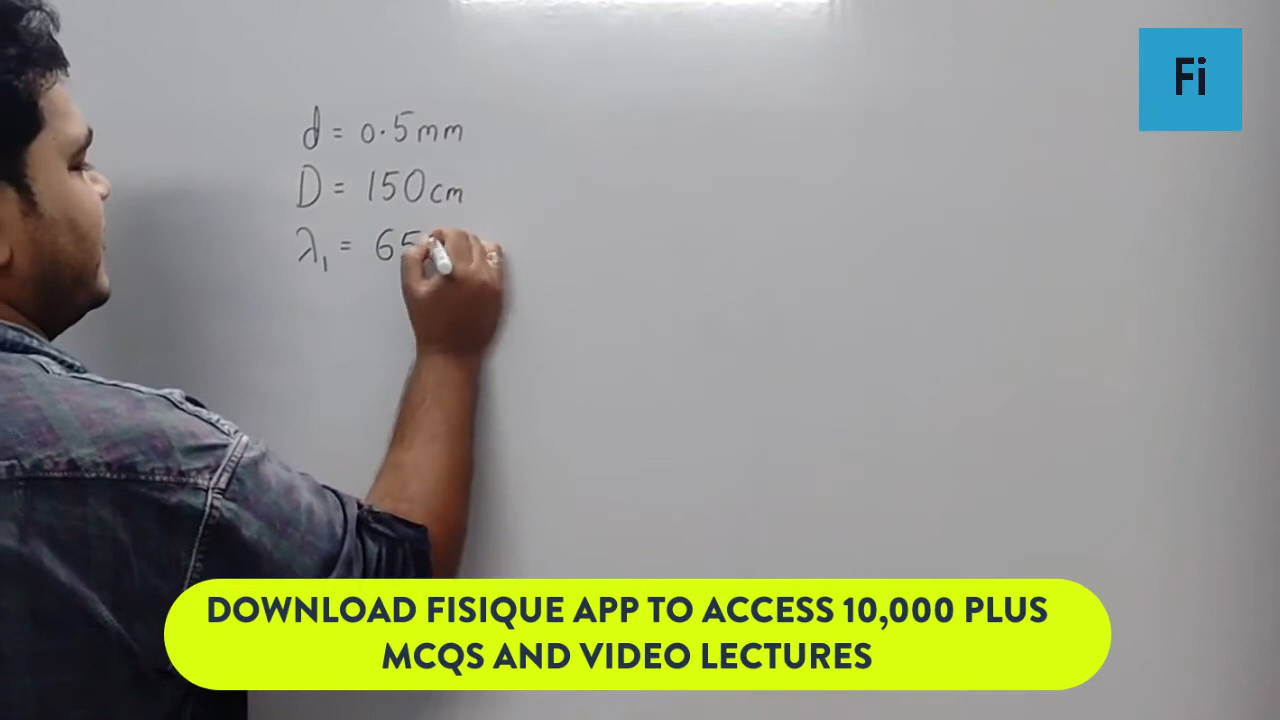 Fi
d = 0.5mm
D = 150cm
λ₁ = 65
DOWNLOAD FISIQUE APP TO ACCESS 10,000 PLUS
MCQS AND VIDEO LECTURES